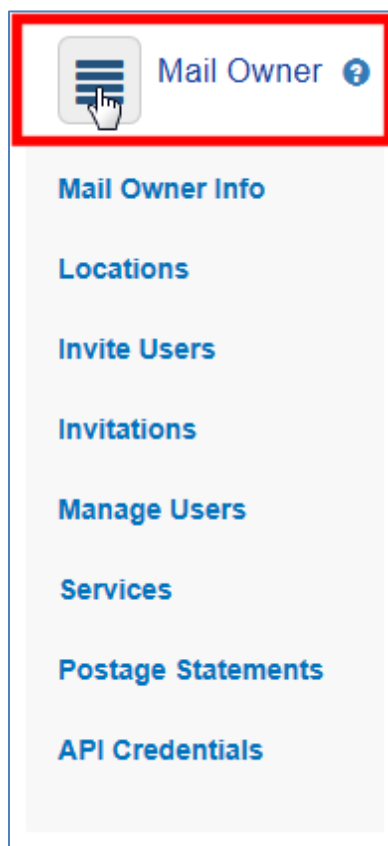 Mail Owner ?
Mail Owner Info
Locations
Invite Users
Invitations
Manage Users
Services
Postage Statements
API Credentials